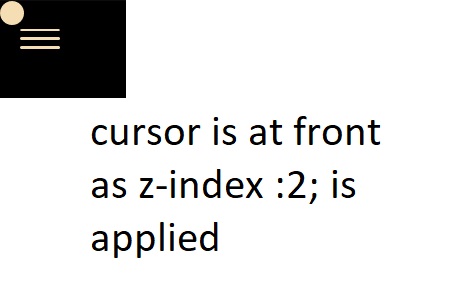 cursor is at front
as z-index :2; is
applied